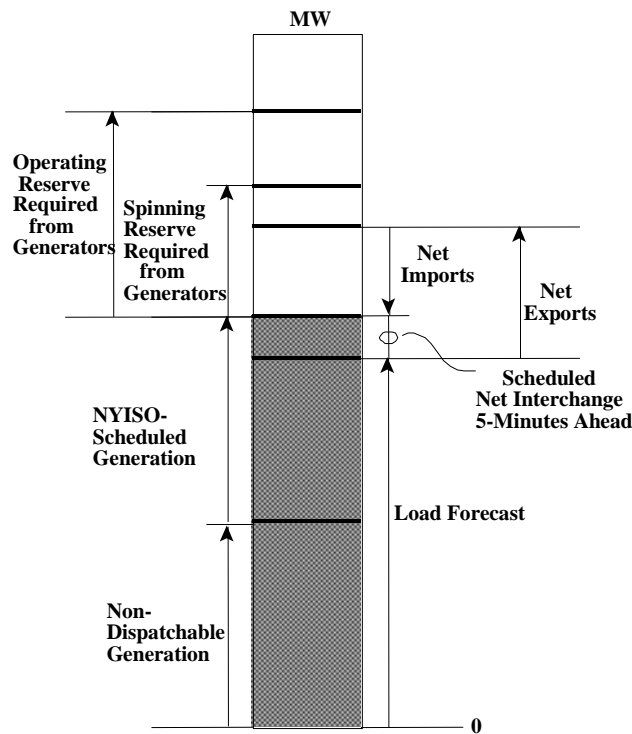 MW
Operating
Reserve
Required
from
Generators
Spinning
Reserve
Required
from
Generators
Net
Imports
Net
Exports
Scheduled
Net Interchange
5-Minutes Ahead
NYISO-
Scheduled
Generation
Load Forecast
Non-
Dispatchable
Generation
0